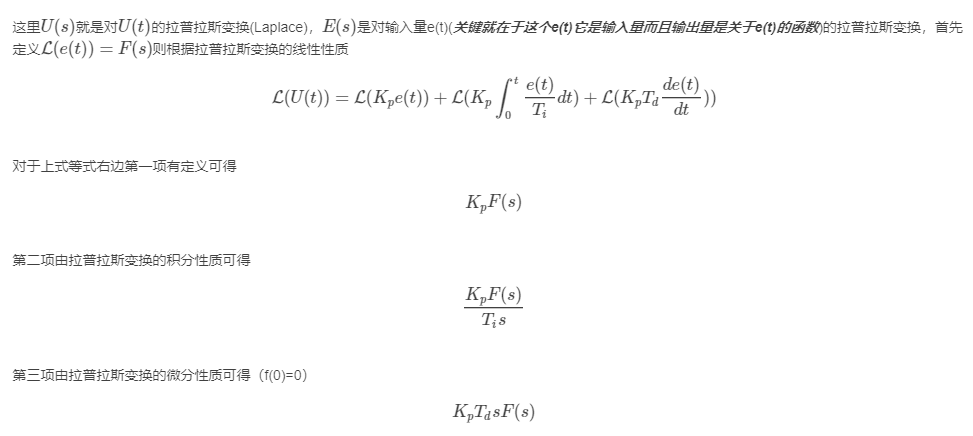 这里U(s)就是对U(t)的拉普拉斯变换(Laplace)，E(s)是对输入量e(t)(关键就在于这个e(t)它是输入量而且输出量是关于e(t)的函数)的拉普拉斯变换，首先
定义ℒ(e(t)) = F(s)则根据拉普拉斯变换的线性性质
ℒ(U(t)) = ℒ(K_p e(t)) + ℒ(K_p ∫_0^t \frac{e(t)}{T_i} dt) + ℒ(K_p T_d \frac{de(t)}{dt}))
对于上式等式右边第一项有定义可得
K_p F(s)
第二项由拉普拉斯变换的积分性质可得
\frac{K_p F(s)}{T_i s}
第三项由拉普拉斯变换的微分性质可得（f(0)=0）
K_p T_d sF(s)